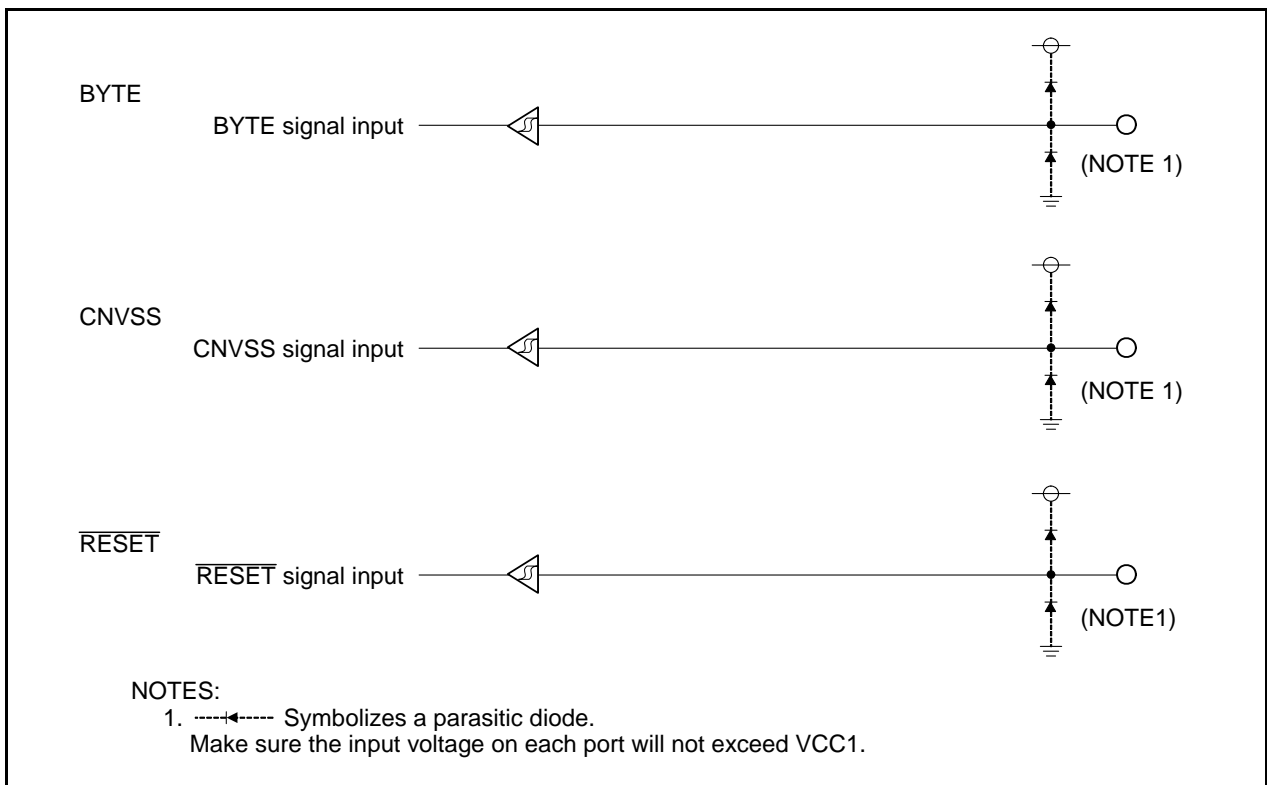 BYTE
BYTE signal input
(NOTE 1)
CNVSS
CNVSS signal input
(NOTE 1)
RESET
RESET signal input
(NOTE1)
NOTES:
1. Symbolizes a parasitic diode.
Make sure the input voltage on each port will not exceed VCC1.